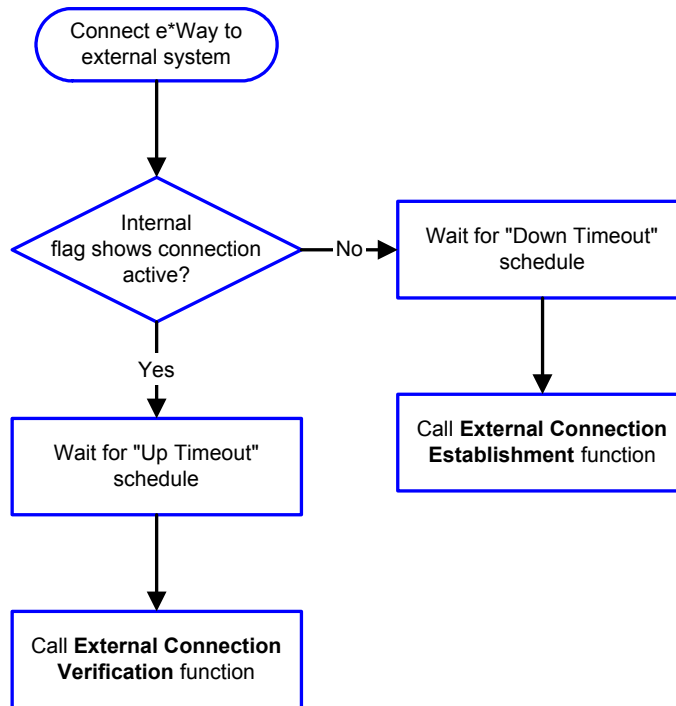 Connect e*Way to
external system
Internal
flag shows connection
active?
No
Wait for "Down Timeout"
schedule
Yes
Call External Connection
Establishment function
Wait for "Up Timeout"
schedule
Call External Connection
Verification function